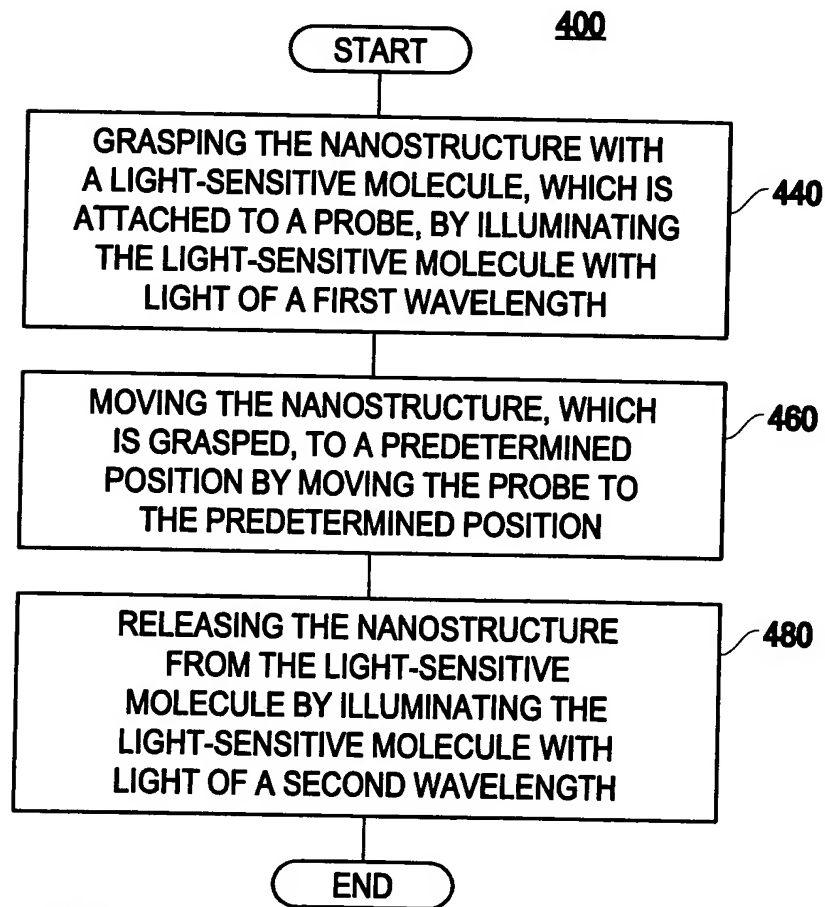 400
START
GRASPING THE NANOSTRUCTURE WITH
A LIGHT-SENSITIVE MOLECULE, WHICH IS
ATTACHED TO A PROBE, BY ILLUMINATING
THE LIGHT-SENSITIVE MOLECULE WITH
LIGHT OF A FIRST WAVELENGTH
440
MOVING THE NANOSTRUCTURE, WHICH
IS GRASPED, TO A PREDETERMINED
POSITION BY MOVING THE PROBE TO
THE PREDETERMINED POSITION
460
RELEASING THE NANOSTRUCTURE
FROM THE LIGHT-SENSITIVE
MOLECULE BY ILLUMINATING THE
LIGHT-SENSITIVE MOLECULE WITH
LIGHT OF A SECOND WAVELENGTH
480
END